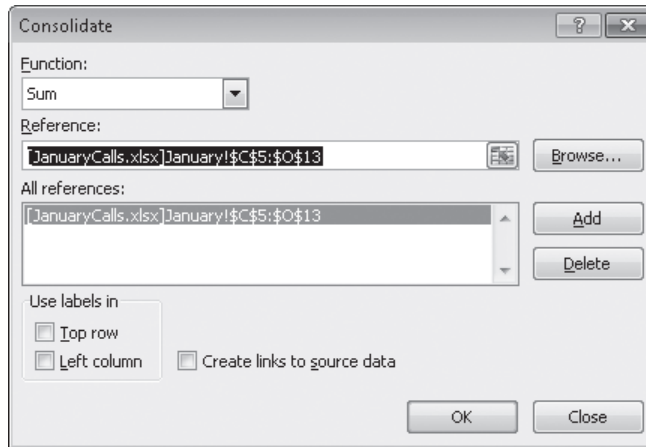 Consolidate
Function:
Sum
Reference:
[JanuaryCalls.xlsx]January!$C$5:$O$13
Browse...
All references:
[JanuaryCalls.xlsx]January!$C$5:$O$13
Add
Delete
Use labels in
Top row
Left column
Create links to source data
OK
Close